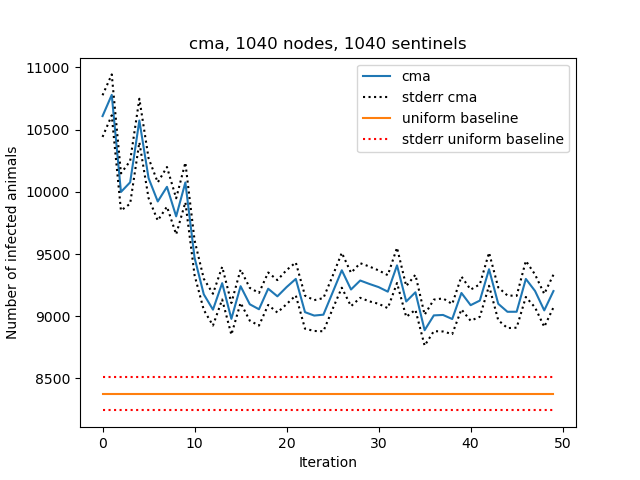 cma, 1040 nodes, 1040 sentinels
11000
10500
10000
9500
9000
8500
Number of infected animals
cma
stderr cma
uniform baseline
stderr uniform baseline
0 10 20 30 40 50
Iteration